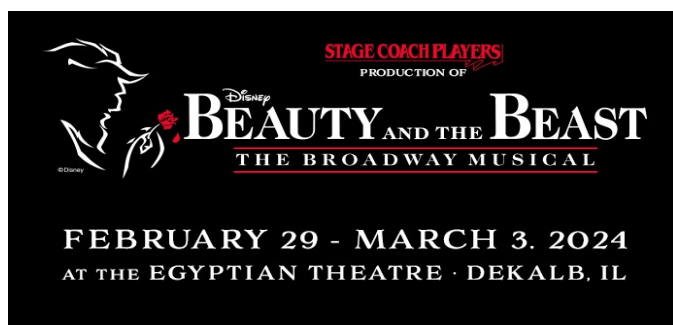 STAGE COACH PLAYERS
PRODUCTION OF
Disney
BEAUTY AND THE BEAST
THE BROADWAY MUSICAL
©Disney
FEBRUARY 29 - MARCH 3. 2024
AT THE EGYPTIAN THEATRE · DEKALB, IL